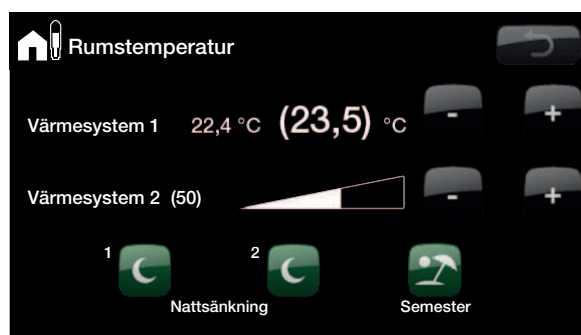 Rumstemperatur
Värmesystem 1 22,4 °C (23,5) °C - +
Värmesystem 2 (50) - +
1 2
Nattsänkning Semester